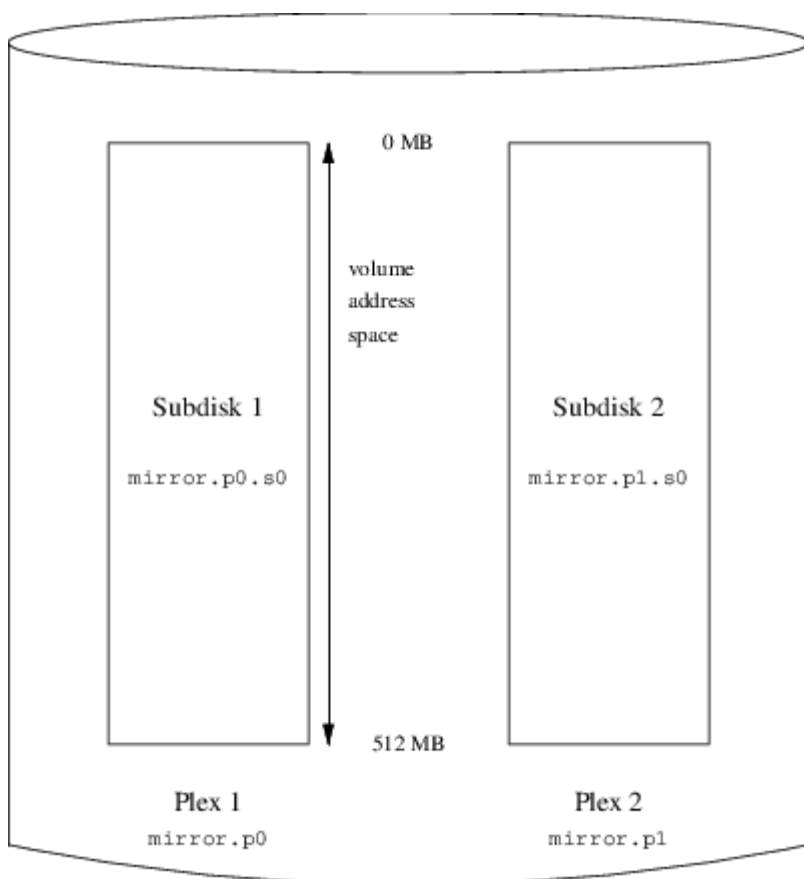 0 MB
volume
address
space
Subdisk 1
mirror.p0.s0
Subdisk 2
mirror.p1.s0
512 MB
Plex 1
mirror.p0
Plex 2
mirror.p1